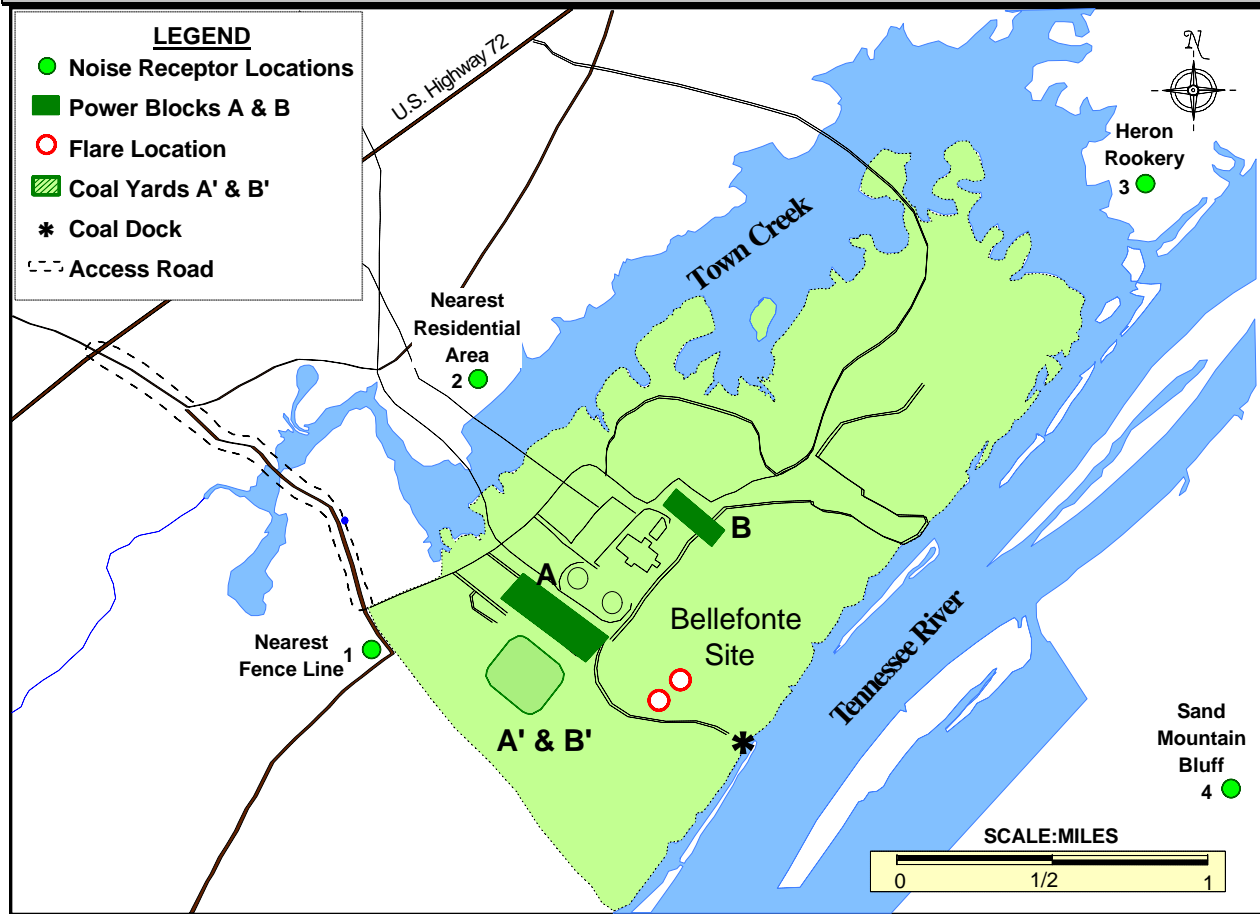 LEGEND
Noise Receptor Locations
Power Blocks A & B
Flare Location
Coal Yards A' & B'
* Coal Dock
Access Road
U.S. Highway 72
N
Heron
Rookery
3
Town Creek
Nearest
Residential
Area
2
B
A
Bellefonte
Site
Nearest
Fence Line
1
A' & B'
*
Tennessee River
Sand
Mountain
Bluff
4
SCALE:MILES
0 1/2 1